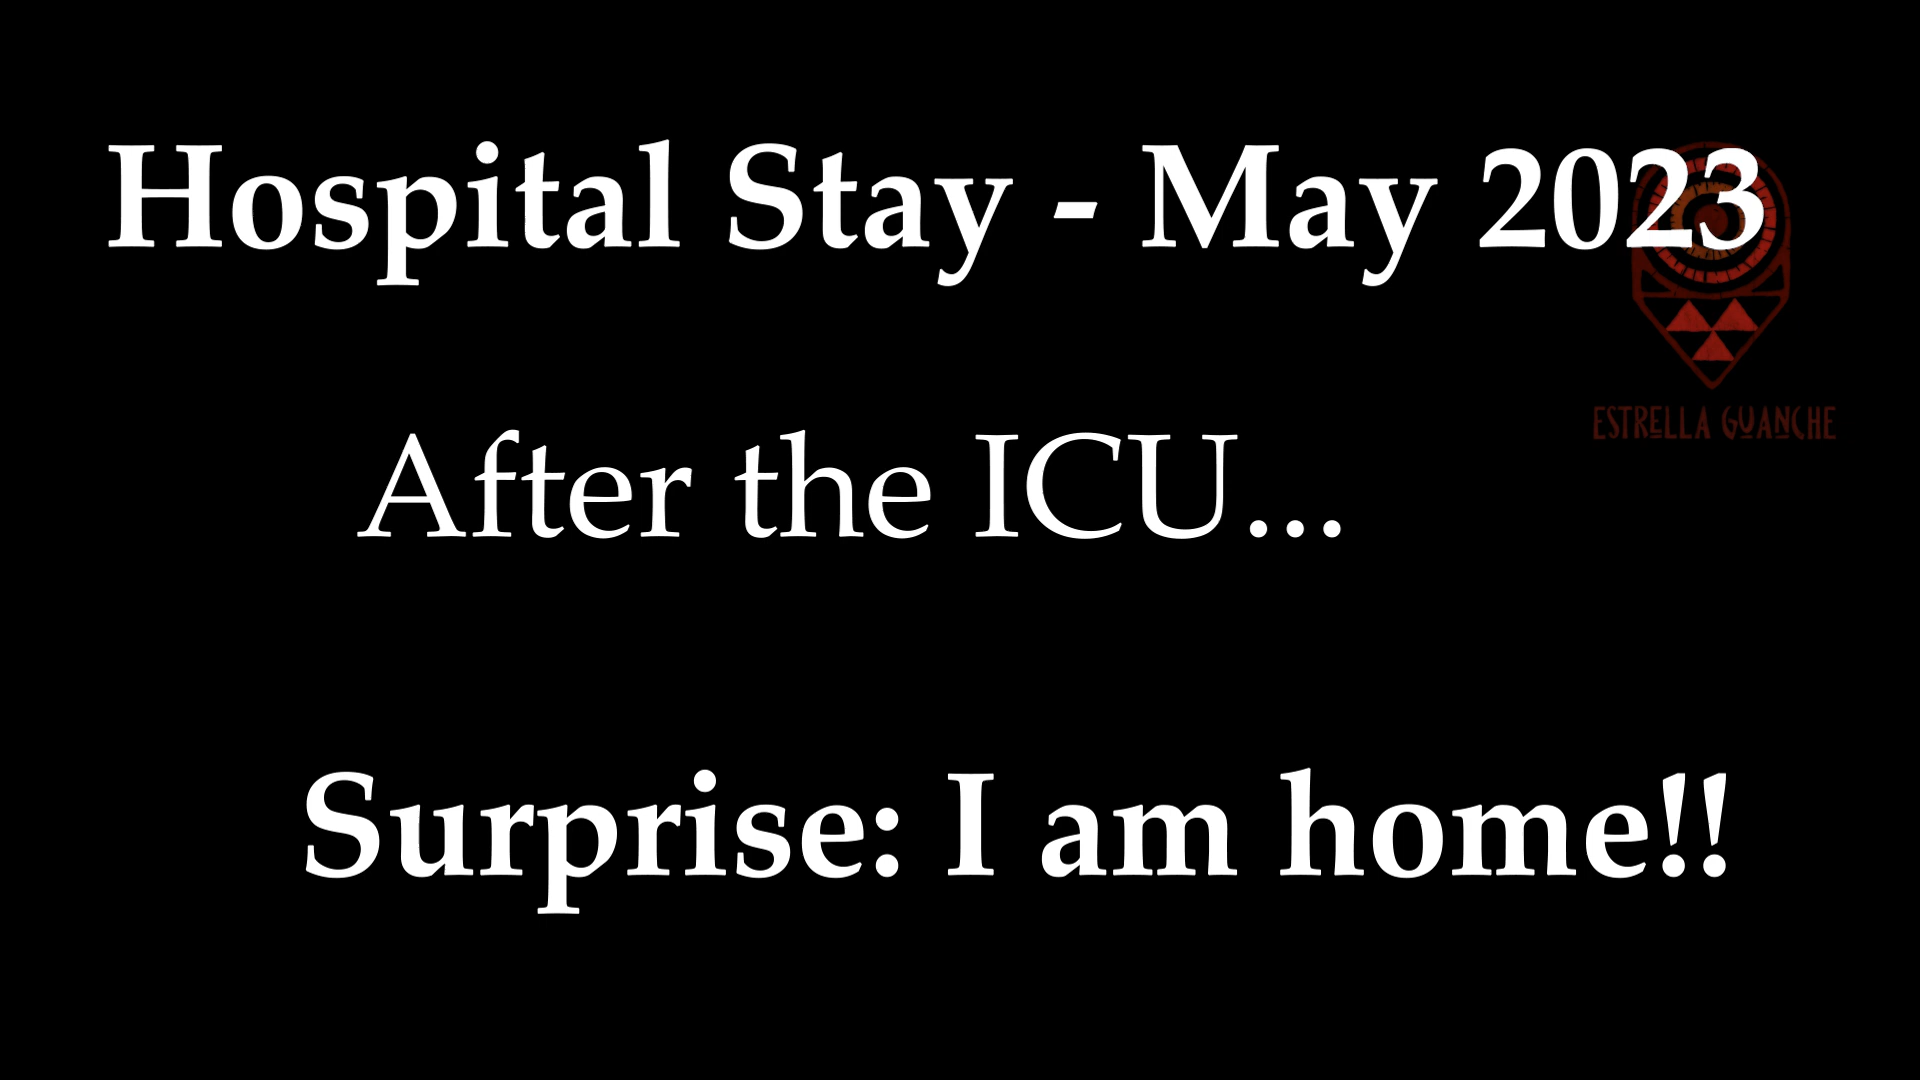 Hospital Stay - May 2023
ESTRELLA GUANCHE
After the ICU...
Surprise: I am home!!